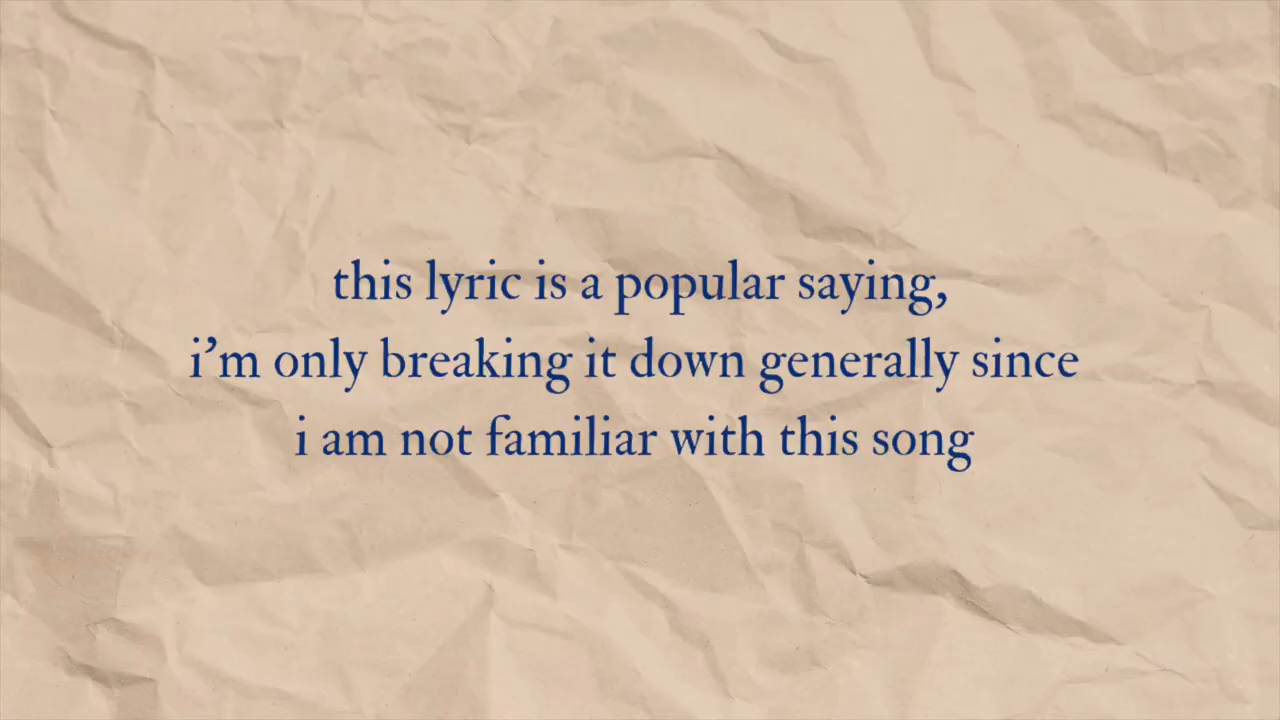 this lyric is a popular saying,
i'm only breaking it down generally since
i am not familiar with this song